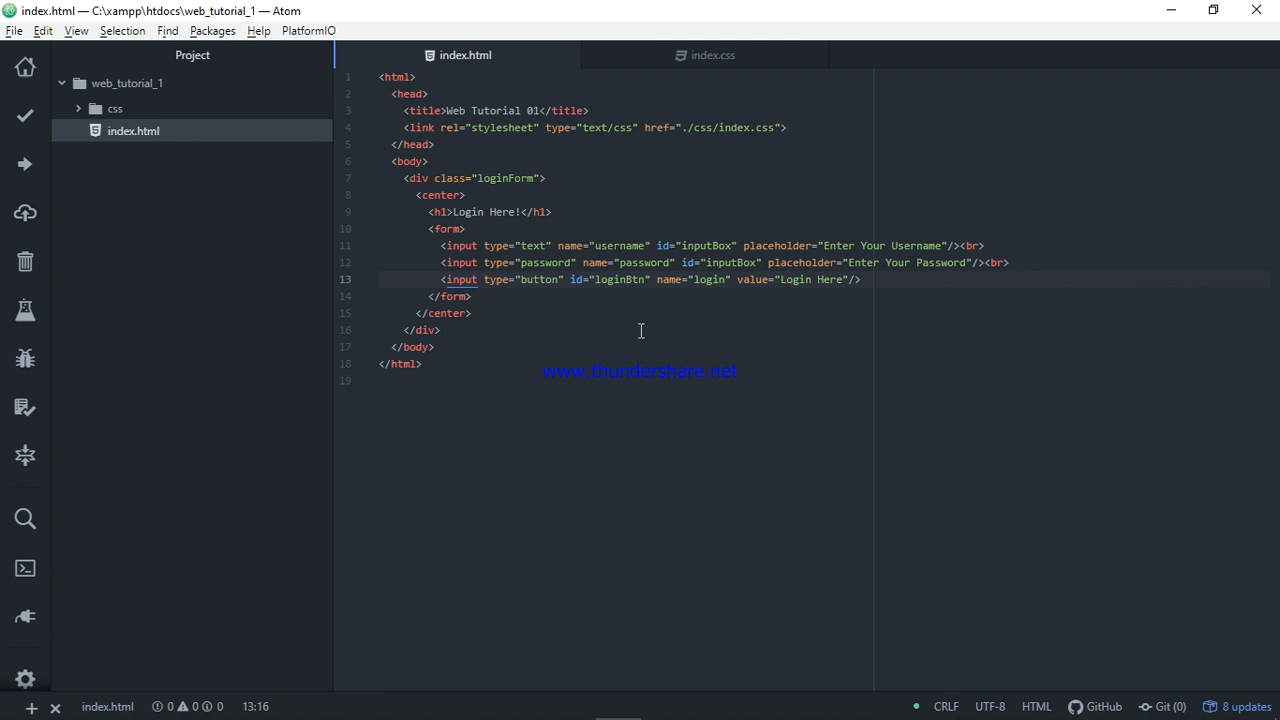 index.html — C:\xampp\htdocs\web_tutorial_1 — Atom
File Edit View Selection Find Packages Help PlatformIO
Project
index.html
index.css
web_tutorial_1
css
index.html
1 <html>
2 <head>
3 <title>Web Tutorial 01</title>
4 <link rel="stylesheet" type="text/css" href="./css/index.css">
5 </head>
6 <body>
7 <div class="loginForm">
8 <center>
9 <h1>Login Here!</h1>
10 <form>
11 <input type="text" name="username" id="inputBox" placeholder="Enter Your Username"/><br>
12 <input type="password" name="password" id="inputBox" placeholder="Enter Your Password"/><br>
13 <input type="button" id="loginBtn" name="login" value="Login Here"/>
14 </form>
15 </center>
16 </div>
17 </body>
18 </html>
19
www.thundershare.net
index.html 0 0 0 13:16 CRLF UTF-8 HTML GitHub Git (0) 8 updates